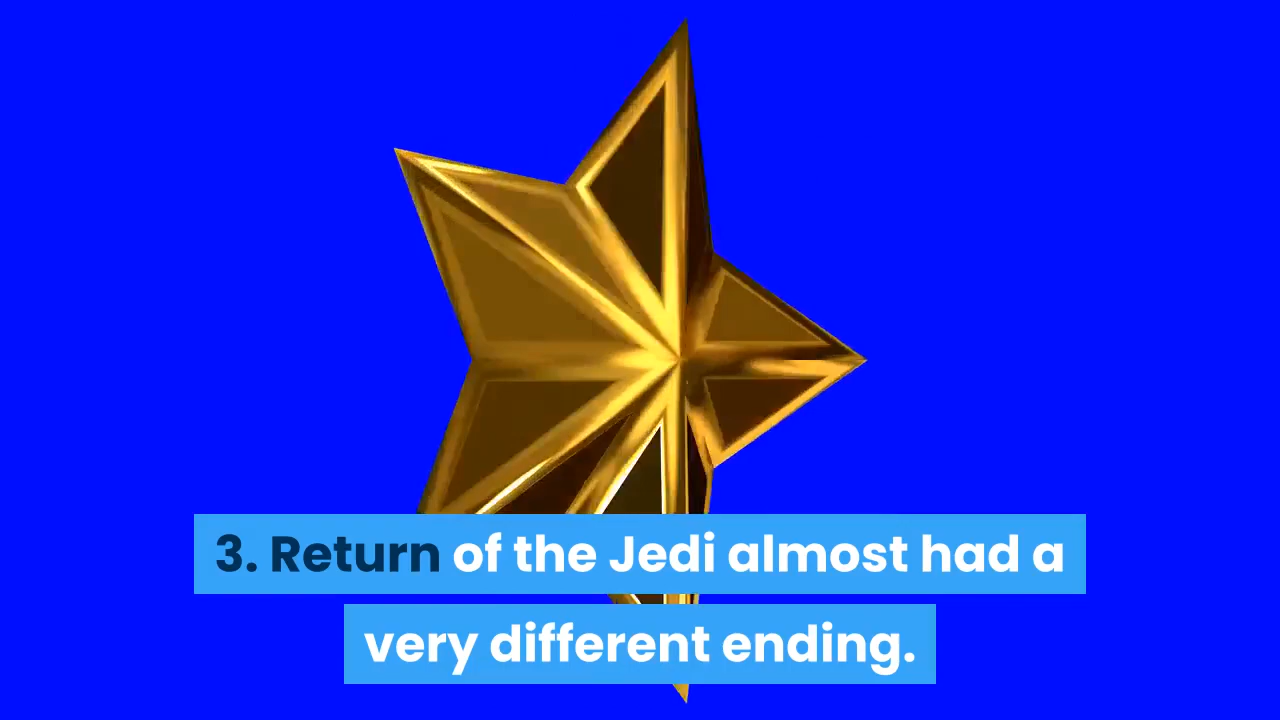 3. Return of the Jedi almost had a
very different ending.